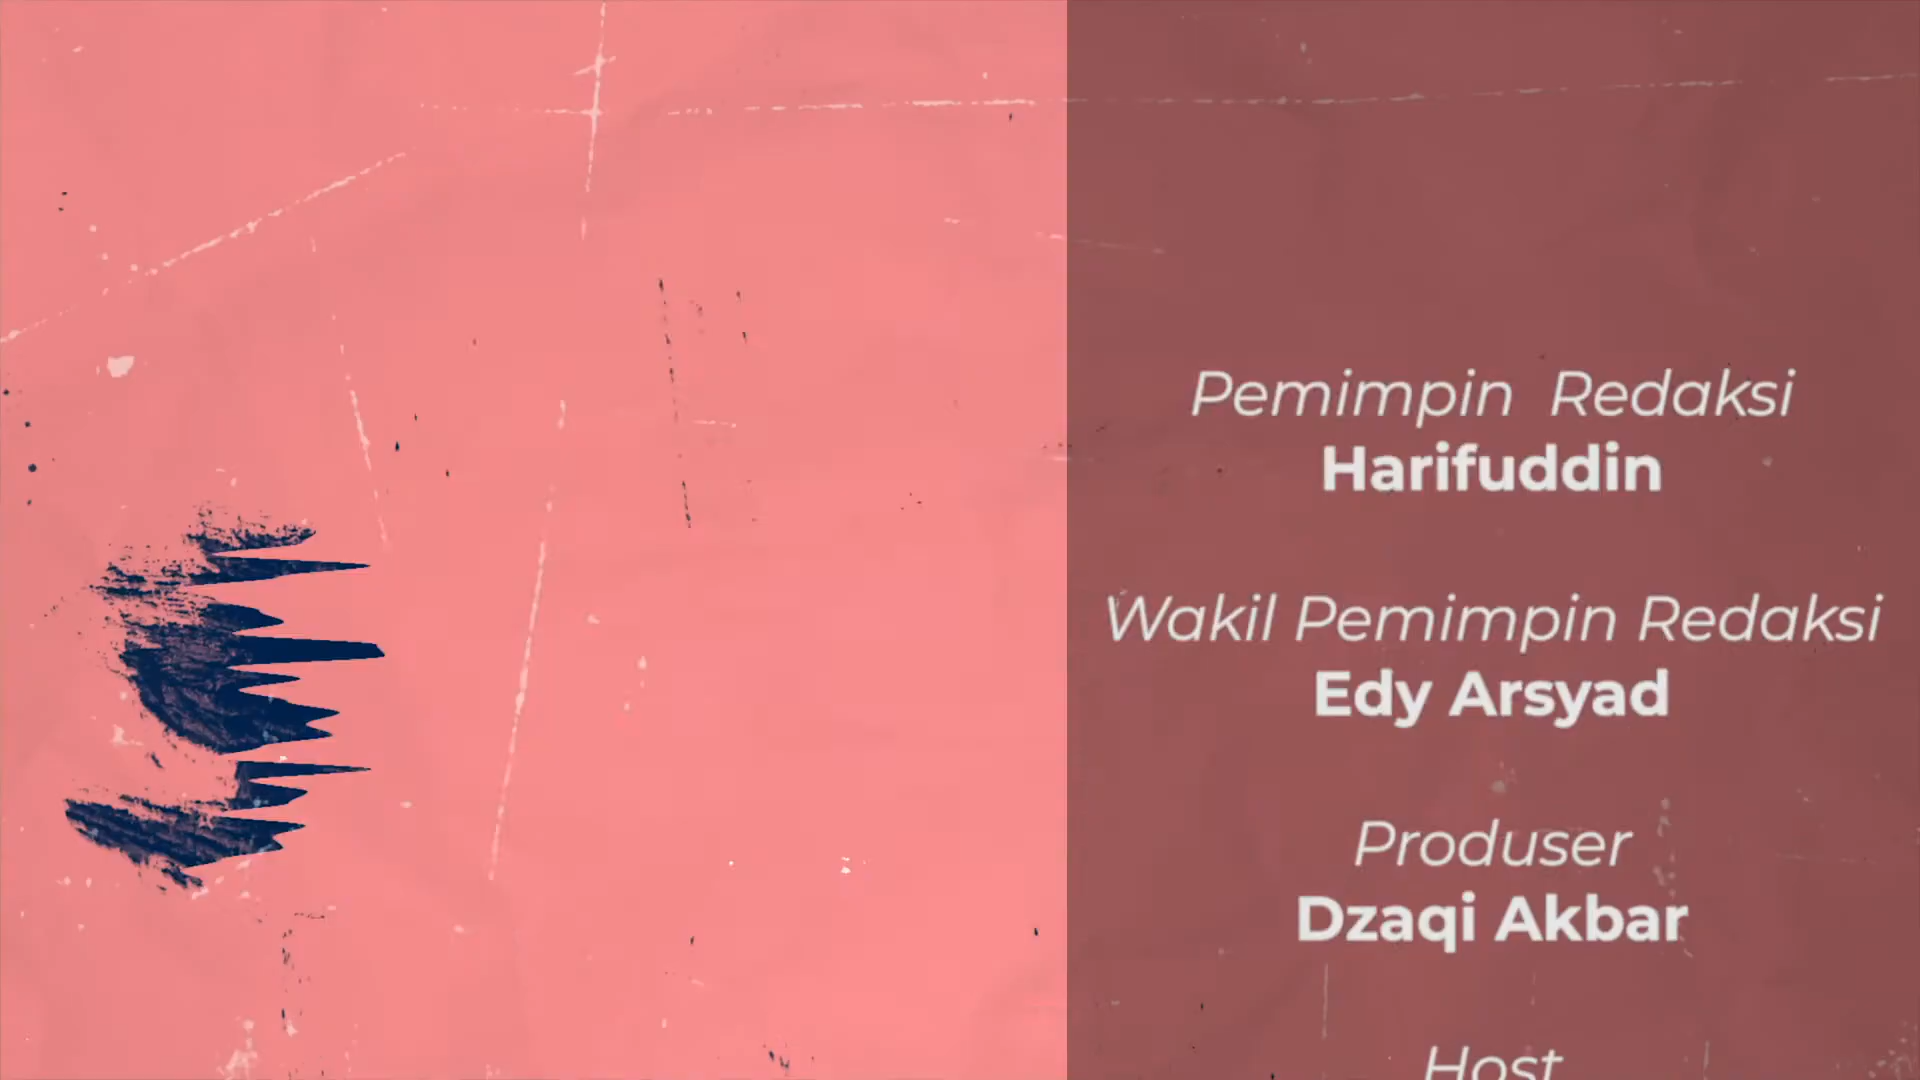 Pemimpin Redaksi
Harifuddin
Wakil Pemimpin Redaksi
Edy Arsyad
Produser
Dzaqi Akbar
Host